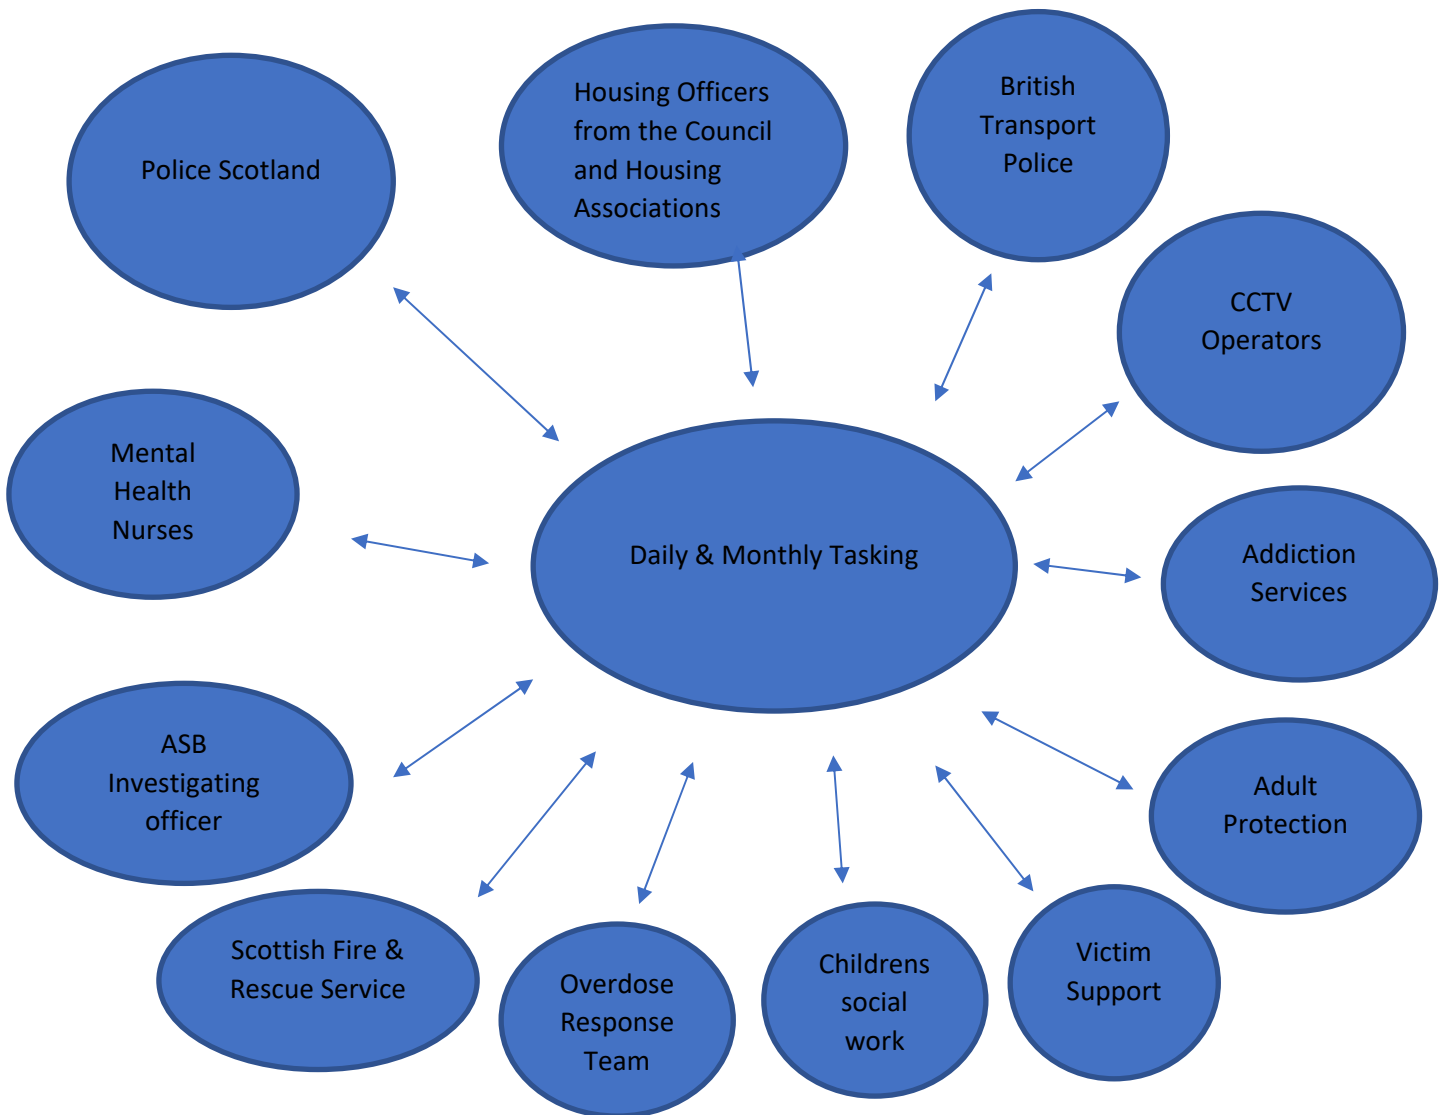 Police Scotland
Housing Officers
from the Council
and Housing
Associations
British
Transport
Police
CCTV
Operators
Mental
Health
Nurses
Daily & Monthly Tasking
Addiction
Services
ASB
Investigating
officer
Adult
Protection
Scottish Fire &
Rescue Service
Overdose
Response
Team
Childrens
social
work
Victim
Support